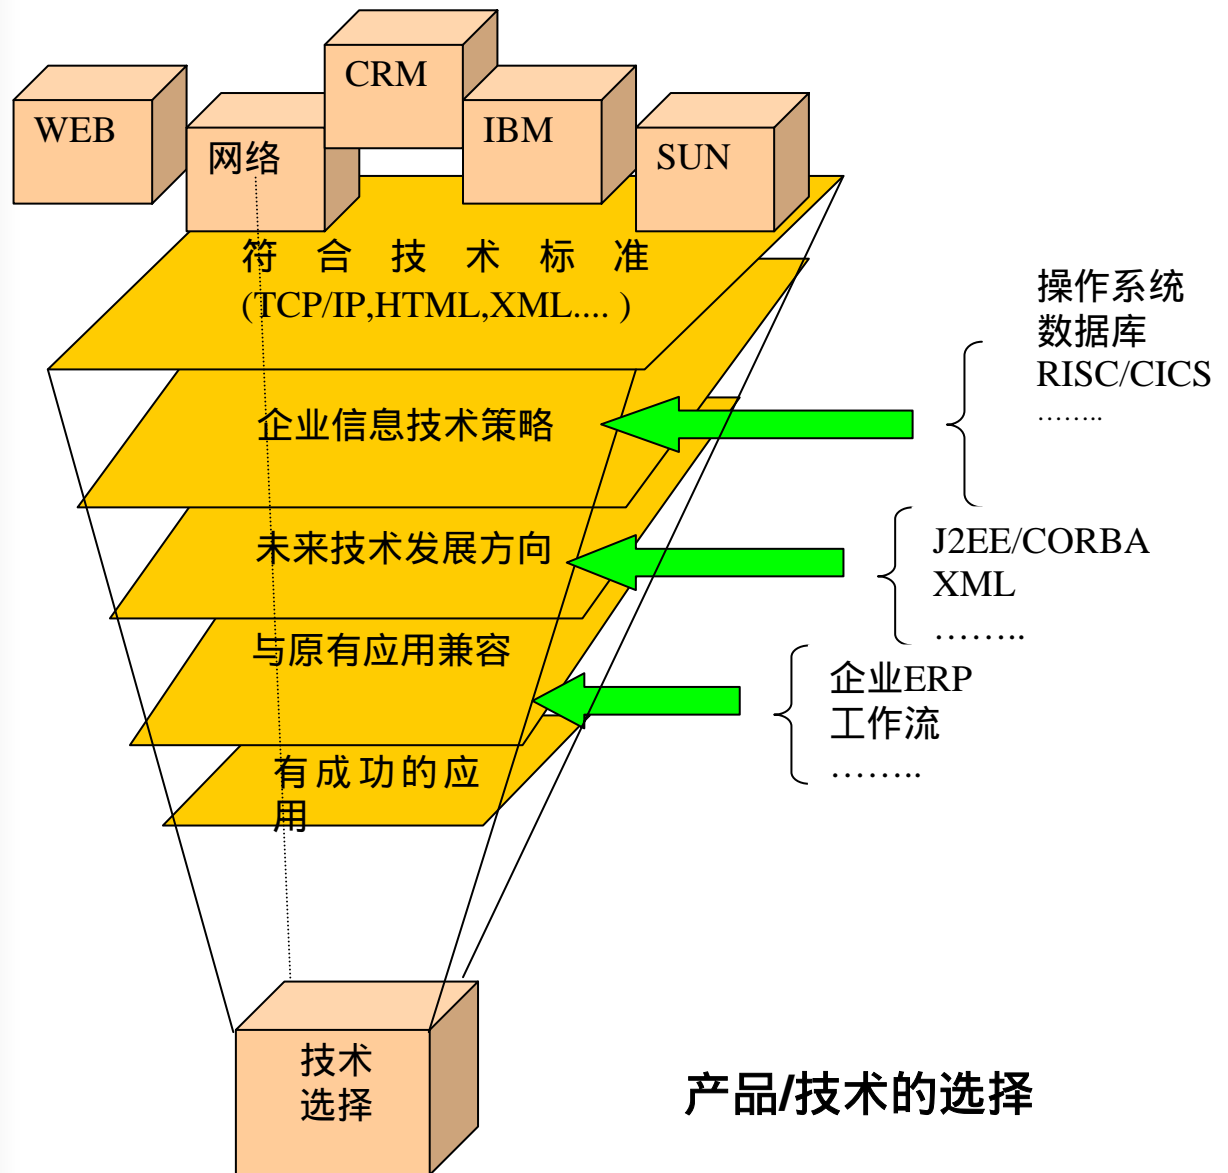 CRM
WEB
网络
IBM
SUN
符合技术标准
(TCP/IP,HTML,XML.... )
操作系统
数据库
RISC/CICS
........
企业信息技术策略
未来技术发展方向
J2EE/CORBA
XML
........
与原有应用兼容
企业ERP
工作流
........
有成功的应
用
技术
选择
产品/技术的选择